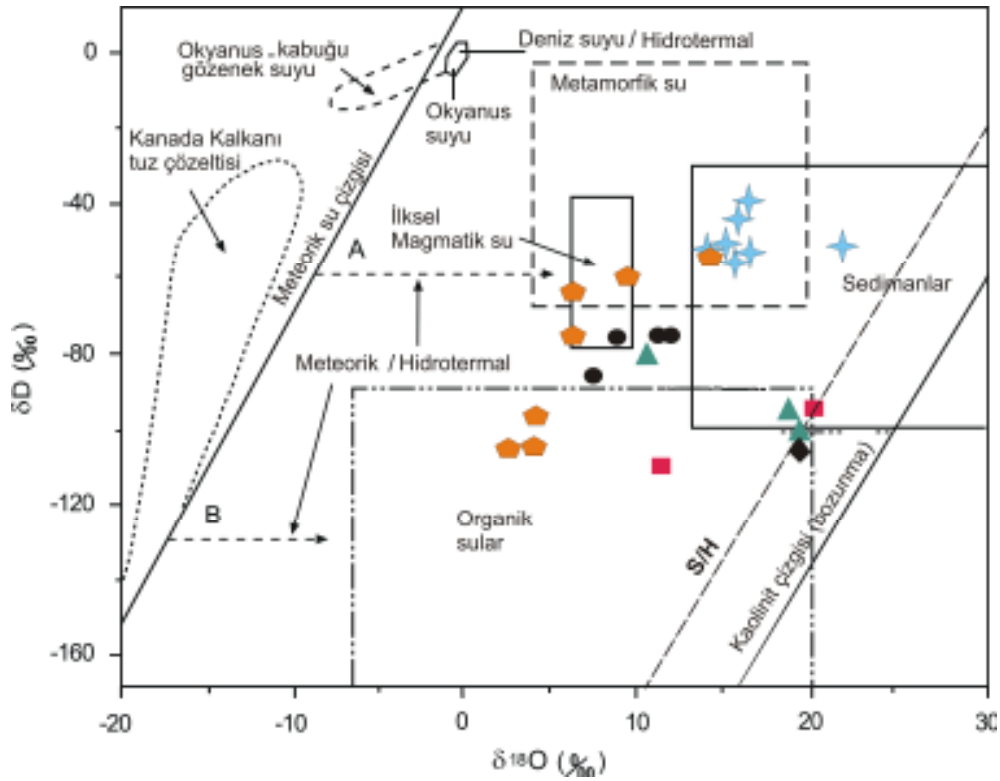 Okyanus -kabuğu
gözenek suyu
Deniz suyu / Hidrotermal
Okyanus
suyu
Metamorfik su
Kanada Kalkanı
tuz çözeltisi
Meteorik su çizgisi
A
İlksel
Magmatik su
Sedimanlar
Meteorik / Hidrotermal
B
Organik
sular
S/H
Kaolinit çizgisi (bozunma)
δD (‰)
0
-40
-80
-120
-160
-20
-10
0
10
20
30
δ18O (‰)